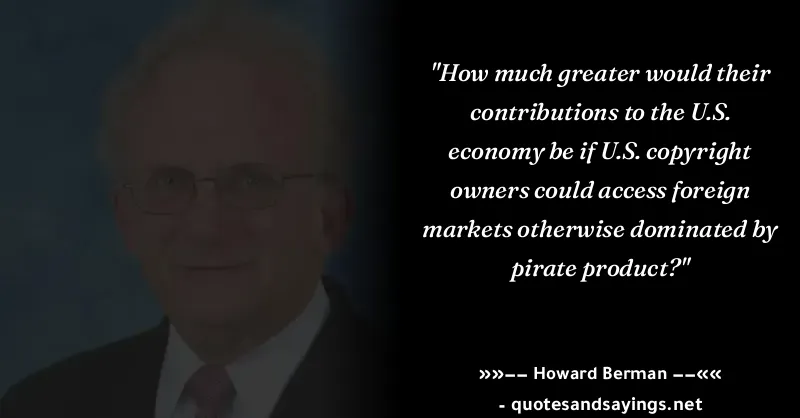 "How much greater would their
contributions to the U.S.
economy be if U.S. copyright
owners could access foreign
markets otherwise dominated by
pirate product?"
»»–– Howard Berman ––««
- quotesandsayings.net